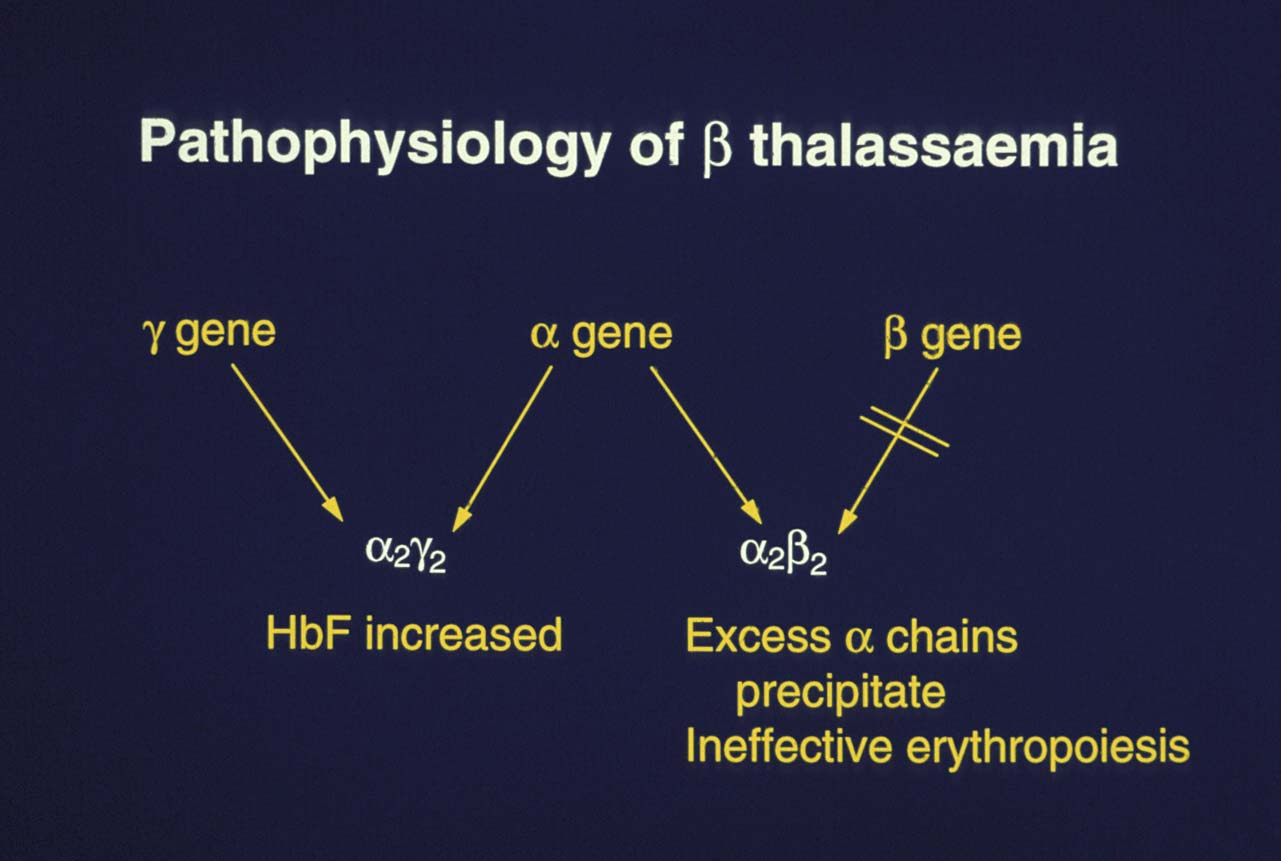 Pathophysiology of β thalassaemia
γ gene
α gene
β gene
α₂γ₂
α₂β₂
HbF increased
Excess α chains
precipitate
Ineffective erythropoiesis